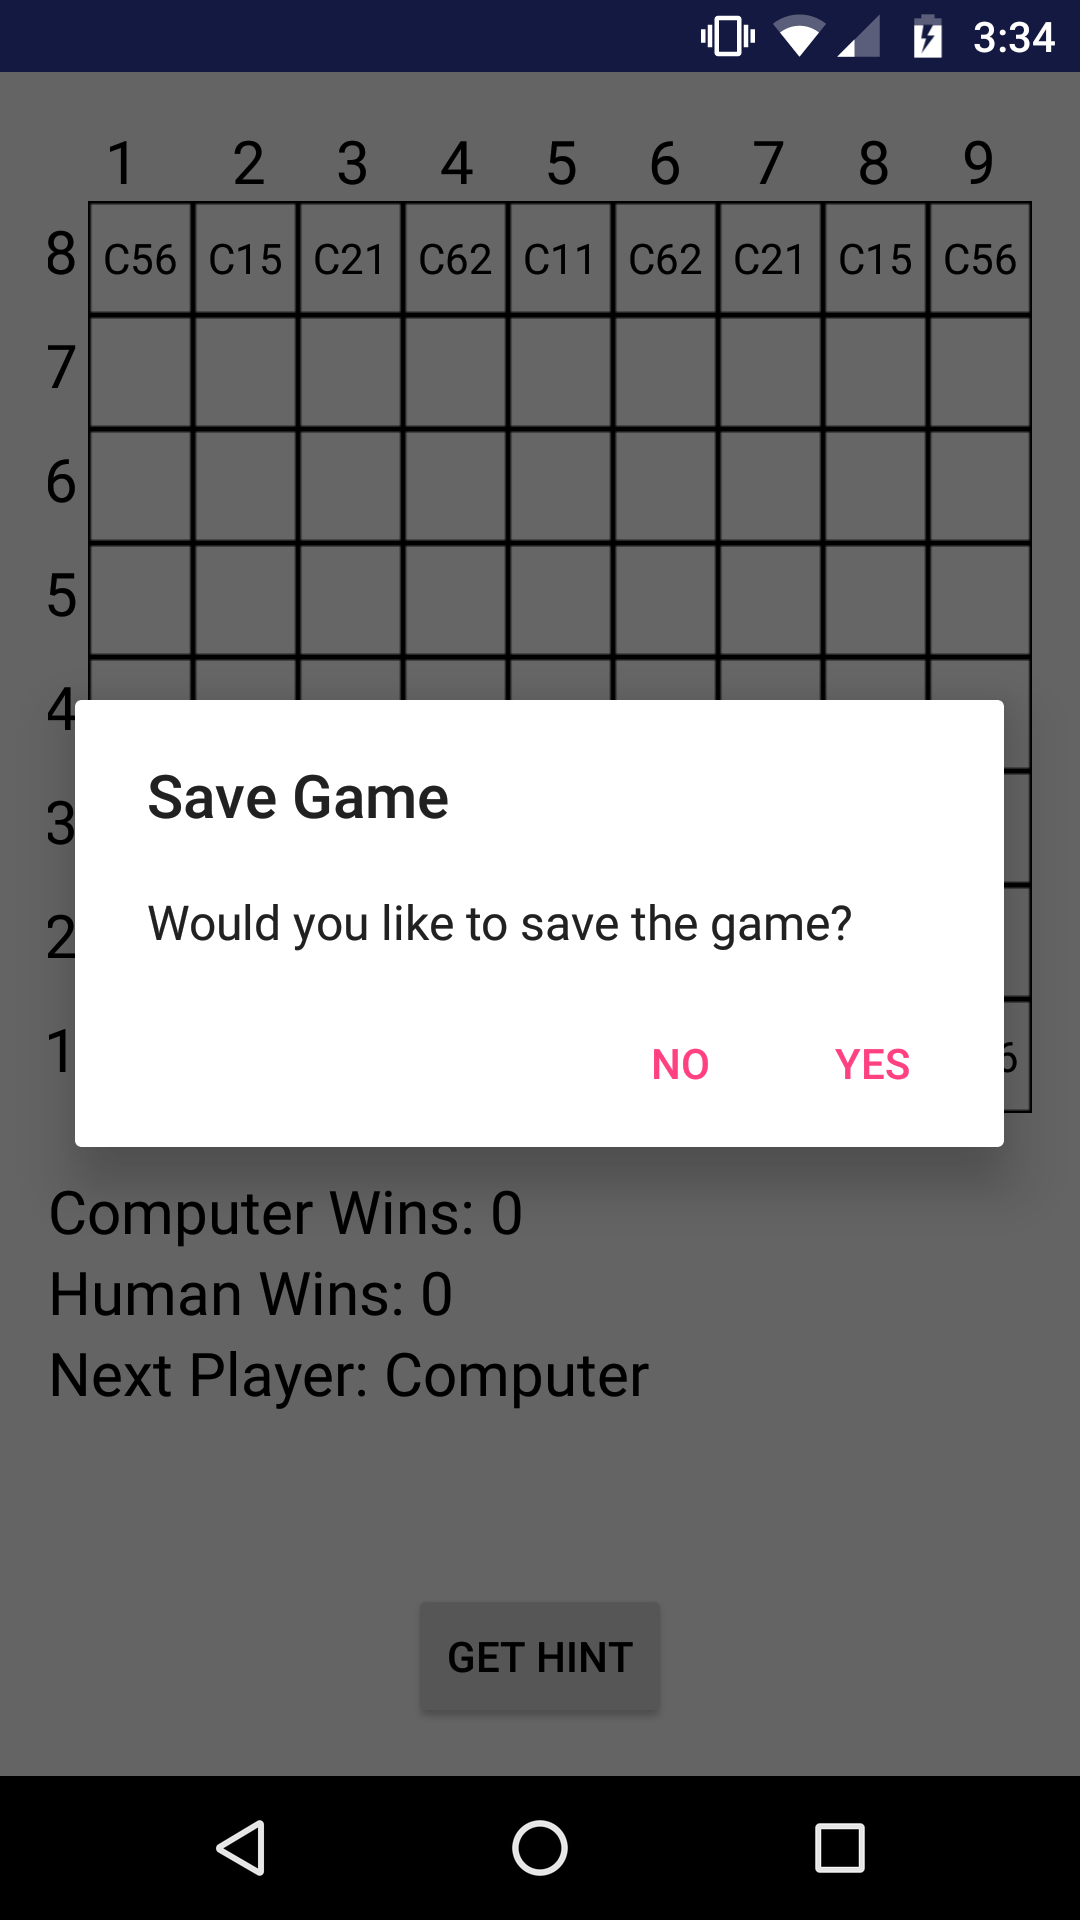 3:34
1 2 3 4 5 6 7 8 9
8 C56 C15 C21 C62 C11 C62 C21 C15 C56
7
6
5
4
Save Game
3
Would you like to save the game?
2
NO YES
1 6
Computer Wins: 0
Human Wins: 0
Next Player: Computer
GET HINT